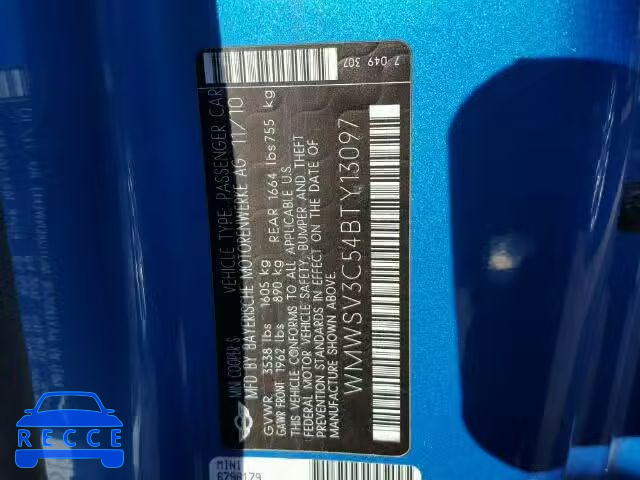 MINI COOPER S
VEHICLE TYPE: PASSENGER CAR
MFD BY BAYERISCHE MOTORENWERKE AG 11/10
GVWR 3538 lbs 1605 kg
GAWR FRONT 1962 lbs 890 kg REAR 1664 lbs 755 kg
THIS VEHICLE CONFORMS TO ALL APPLICABLE U.S.
FEDERAL MOTOR VEHICLE SAFETY, BUMPER, AND THEFT
PREVENTION STANDARDS IN EFFECT ON THE DATE OF
MANUFACTURE SHOWN ABOVE.
WMWSV3C54BTY13097
7 049 307
MINI
6798179
RECCE